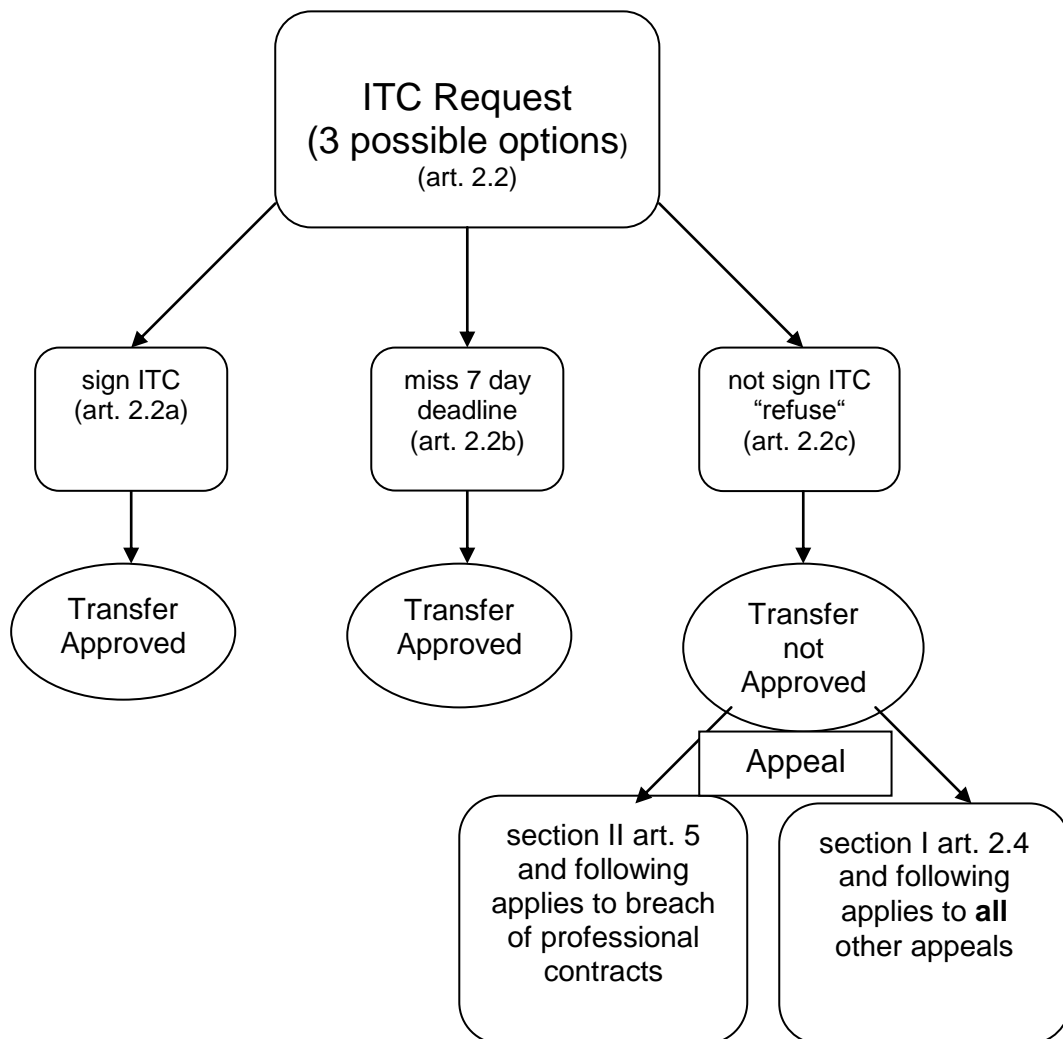 ITC Request
(3 possible options)
(art. 2.2)
sign ITC
(art. 2.2a)
miss 7 day
deadline
(art. 2.2b)
not sign ITC
“refuse“
(art. 2.2c)
Transfer
Approved
Transfer
Approved
Transfer
not
Approved
Appeal
section II art. 5
and following
applies to breach
of professional
contracts
section I art. 2.4
and following
applies to all
other appeals